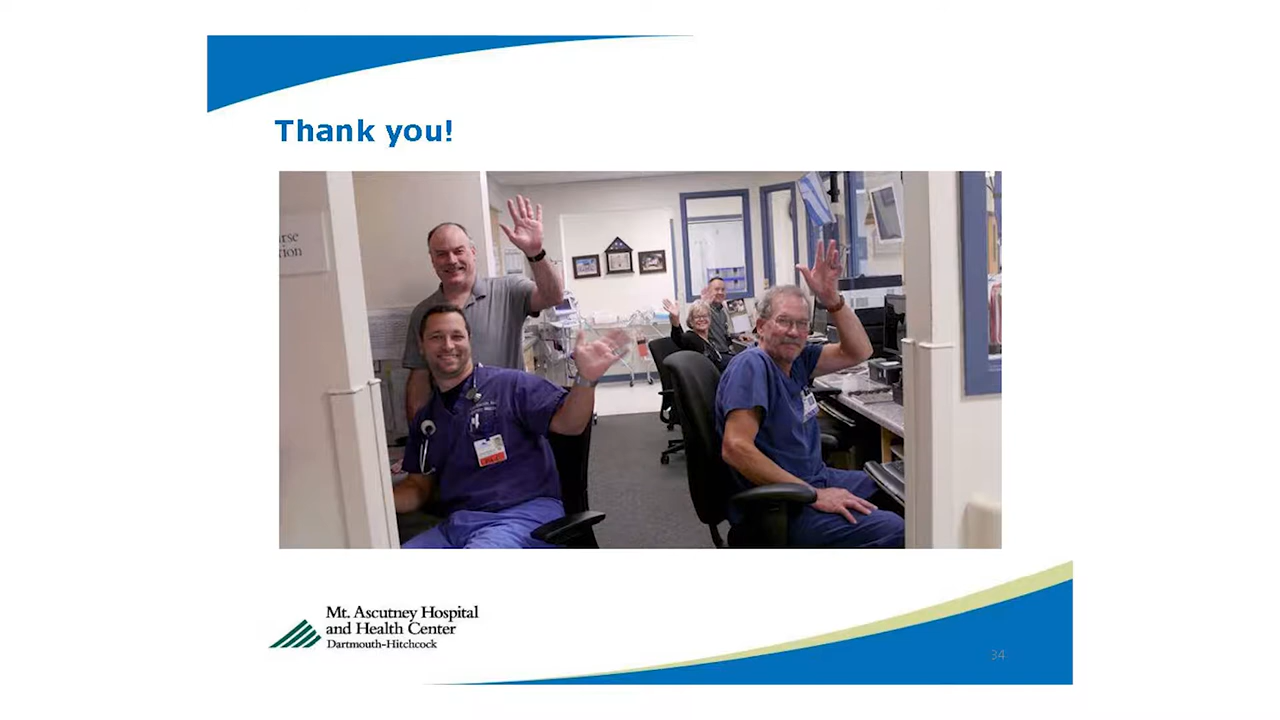 Thank you!
Mt. Ascutney Hospital
and Health Center
Dartmouth-Hitchcock
34